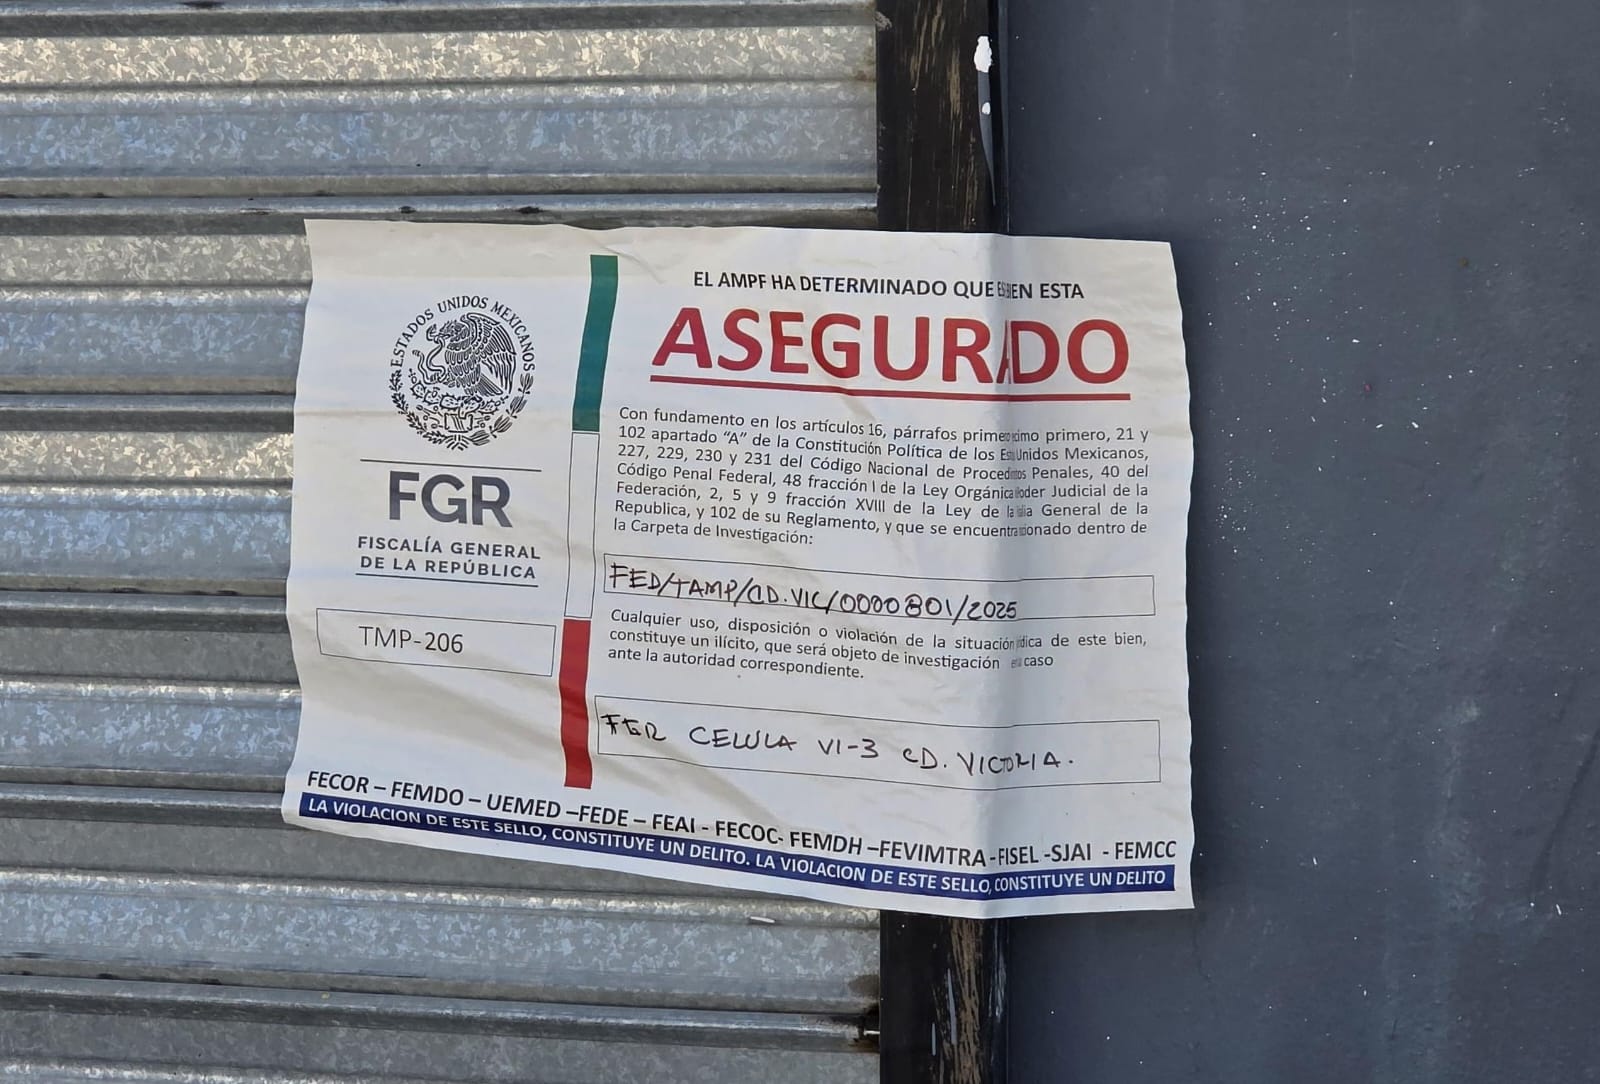 ESTADOS UNIDOS MEXICANOS
FGR
FISCALÍA GENERAL
DE LA REPÚBLICA
TMP-206
EL AMPF HA DETERMINADO QUE BIEN ESTA
ASEGURADO
Con fundamento en los artículos 16, párrafos primero primero, 21 y
102 apartado “A” de la Constitución Política de los Unidos Mexicanos,
227, 229, 230 y 231 del Código Nacional de Penales, 40 del
Código Penal Federal, 48 fracción I de la Ley Orgánica Poder Judicial de la
Federación, 2, 5 y 9 fracción XVIII de la Ley de la General de la
Republica, y 102 de su Reglamento, y que se dentro de
la Carpeta de Investigación:
FED/TAMP/CD.VIC/0000801/2025
Cualquier uso, disposición o violación de la situación de este bien,
constituye un ilícito, que será objeto de investigación caso
ante la autoridad correspondiente.
FGR CELULA VI-3 CD. VICTORIA.
FECOR – FEMDO – UEMED –FEDE – FEAI - FECOC- FEMDH –FEVIMTRA -FISEL -SJAI - FEMCC
LA VIOLACION DE ESTE SELLO, CONSTITUYE UN DELITO. LA VIOLACION DE ESTE SELLO, CONSTITUYE UN DELITO